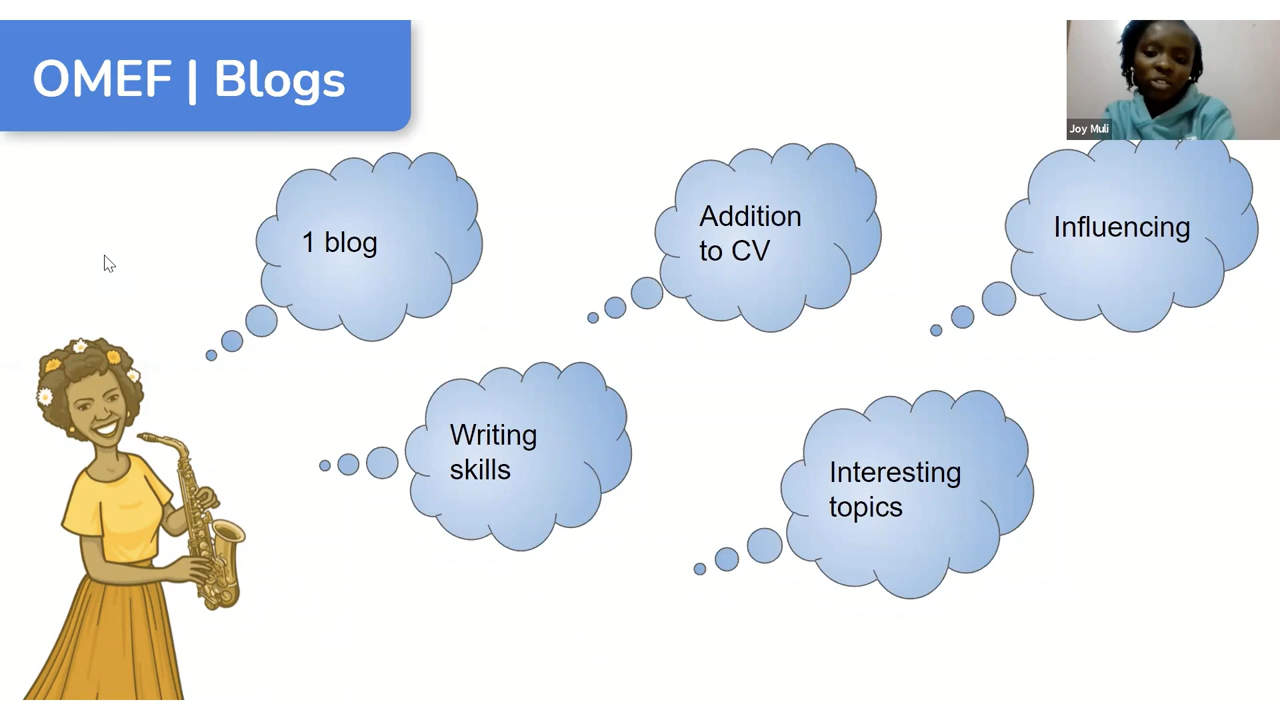 OMEF | Blogs
Joy Muli
1 blog
Addition
to CV
Influencing
Writing
skills
Interesting
topics